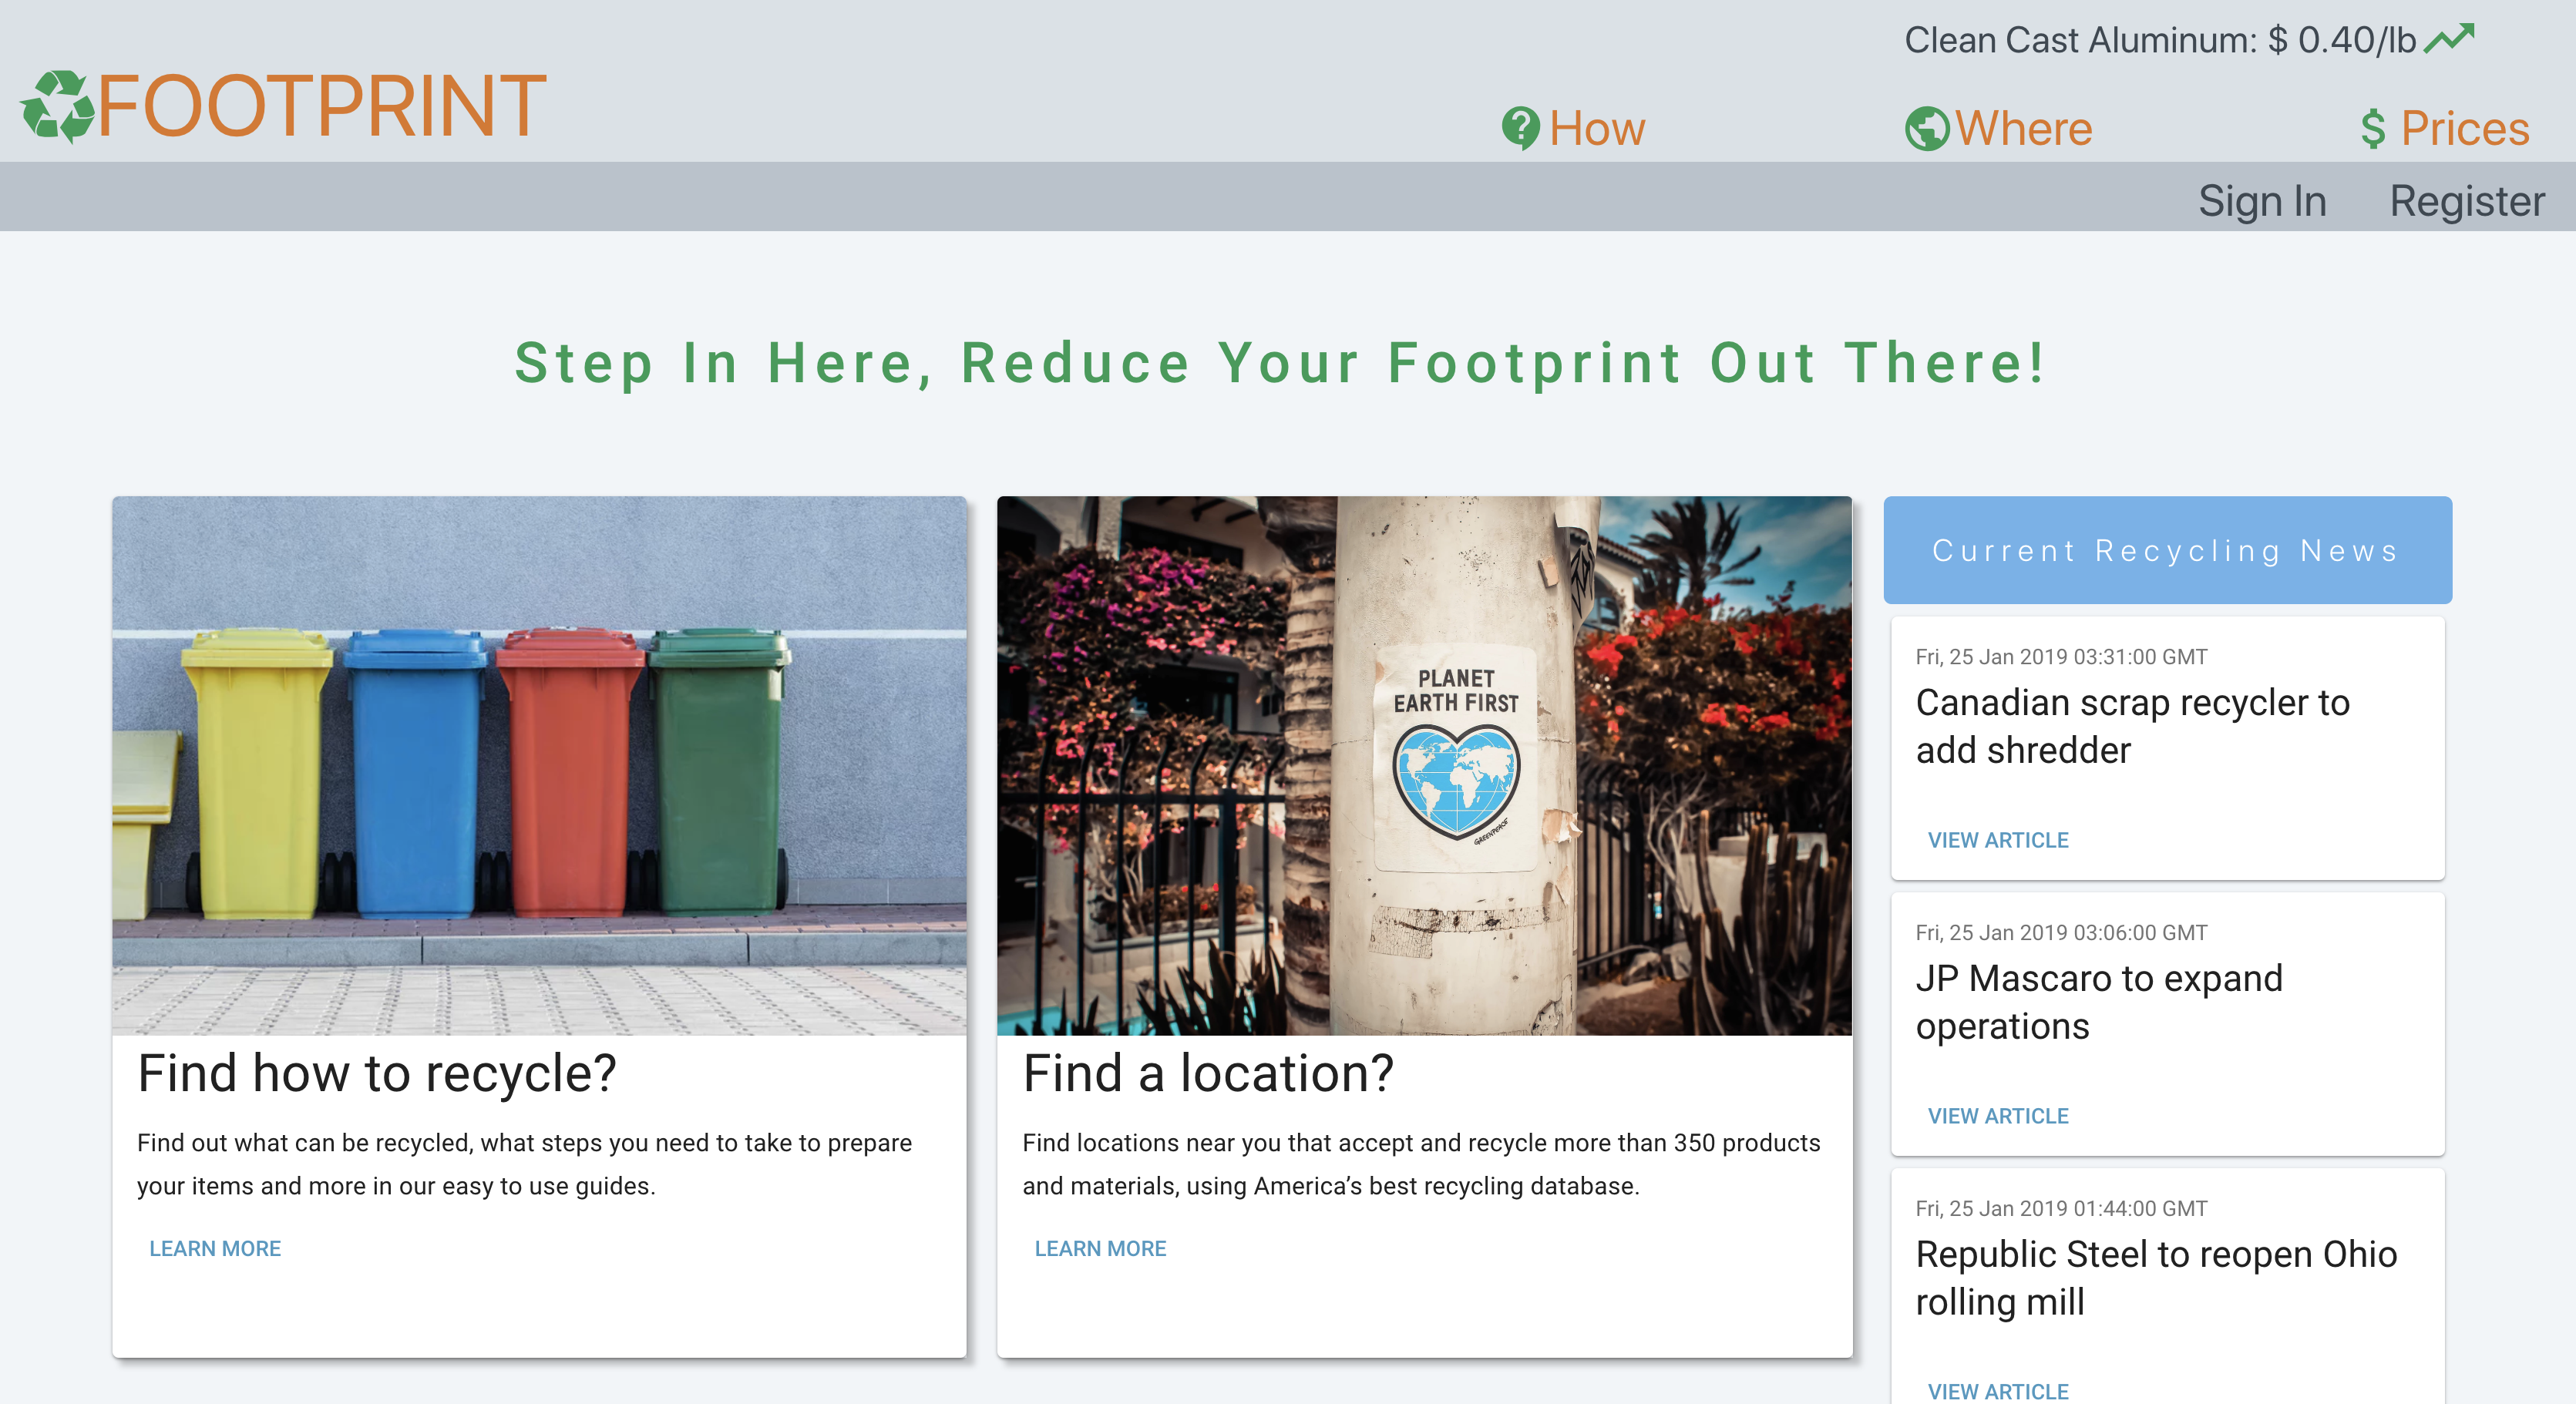 Clean Cast Aluminum: $ 0.40/lb
FOOTPRINT
How
Where
$ Prices
Sign In
Register
Step In Here, Reduce Your Footprint Out There!
PLANET
EARTH FIRST
GREENPEACE
Find how to recycle?
Find out what can be recycled, what steps you need to take to prepare
your items and more in our easy to use guides.
LEARN MORE
Find a location?
Find locations near you that accept and recycle more than 350 products
and materials, using America’s best recycling database.
LEARN MORE
Current Recycling News
Fri, 25 Jan 2019 03:31:00 GMT
Canadian scrap recycler to
add shredder
VIEW ARTICLE
Fri, 25 Jan 2019 03:06:00 GMT
JP Mascaro to expand
operations
VIEW ARTICLE
Fri, 25 Jan 2019 01:44:00 GMT
Republic Steel to reopen Ohio
rolling mill
VIEW ARTICLE